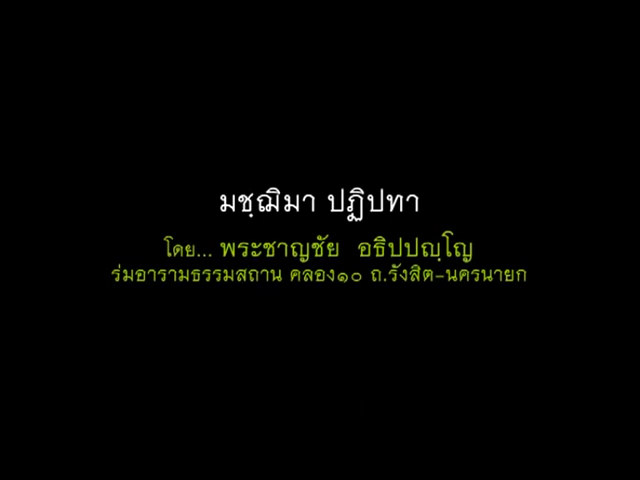 มชฺฌิมา ปฏิปทา
โดย... พระชาญชัย อธิปปญฺโญ
ร่มอารามธรรมสถาน คลอง๑๐ ถ.รังสิต-นครนายก